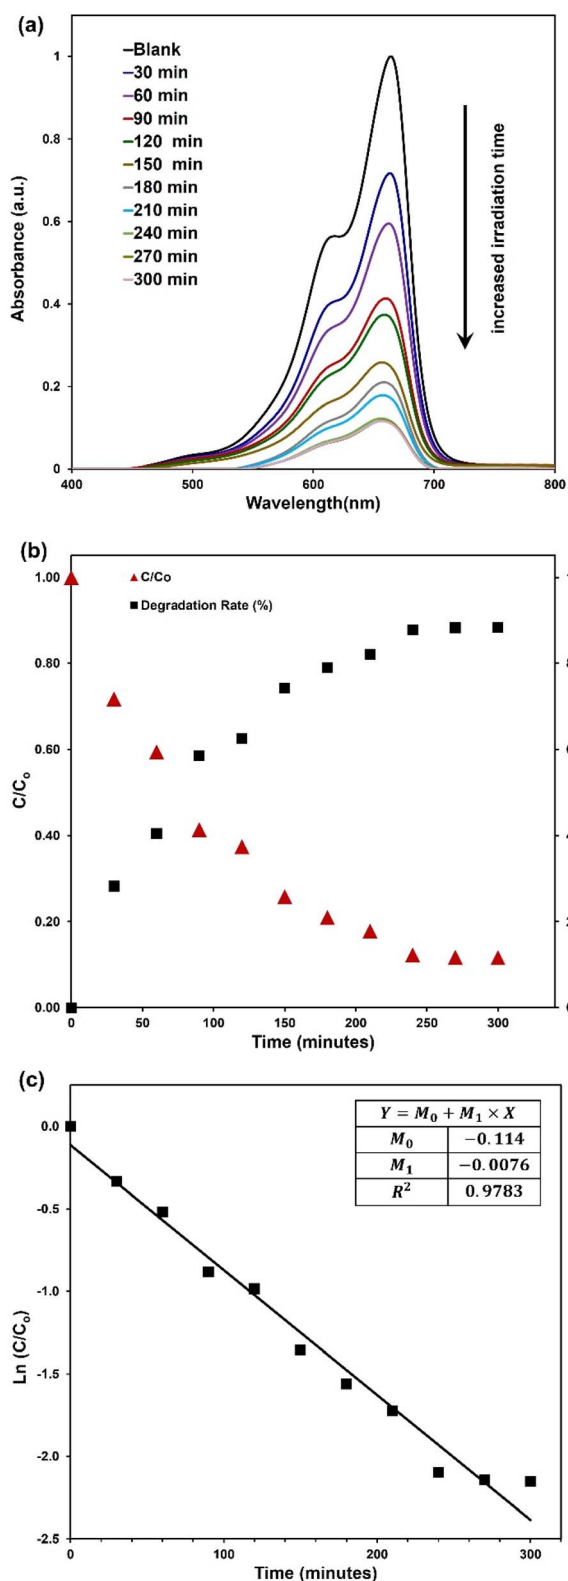 (a)
Blank
30 min
60 min
90 min
120 min
150 min
180 min
210 min
240 min
270 min
300 min
increased irradiation time
Absorbance (a.u.)
1
0.8
0.6
0.4
0.2
0
400
500
600
700
800
Wavelength(nm)
(b)
C/Co
Degradation Rate (%)
C/Co
1.00
0.80
0.60
0.40
0.20
0.00
0
50
100
150
200
250
300
Time (minutes)
(c)
Y = M0 + M1 × X
M0 −0.114
M1 −0.0076
R² 0.9783
Ln (C/Co)
0.0
-0.5
-1.0
-1.5
-2.0
-2.5
0
100
200
300
Time (minutes)